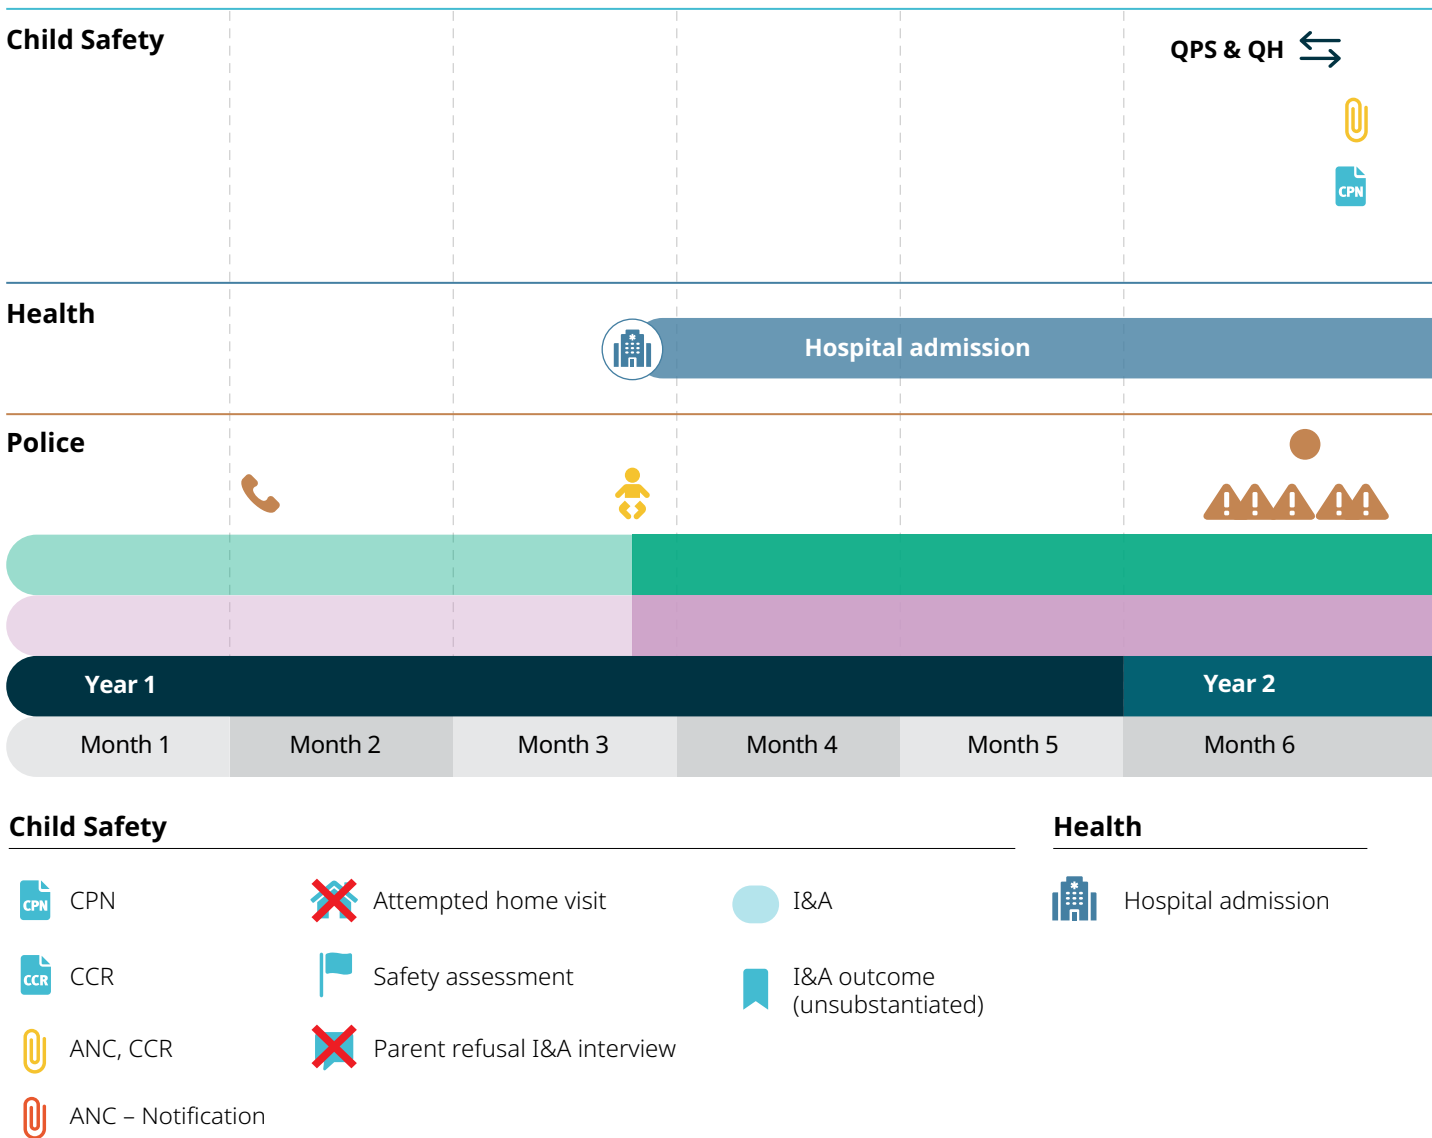 Child Safety
QPS & QH
CPN
Health
Hospital admission
Police
Year 1
Year 2
Month 1
Month 2
Month 3
Month 4
Month 5
Month 6
Child Safety
CPN
CPN
CCR
CCR
ANC, CCR
ANC – Notification
Attempted home visit
Safety assessment
Parent refusal I&A interview
I&A
I&A outcome
(unsubstantiated)
Health
Hospital admission